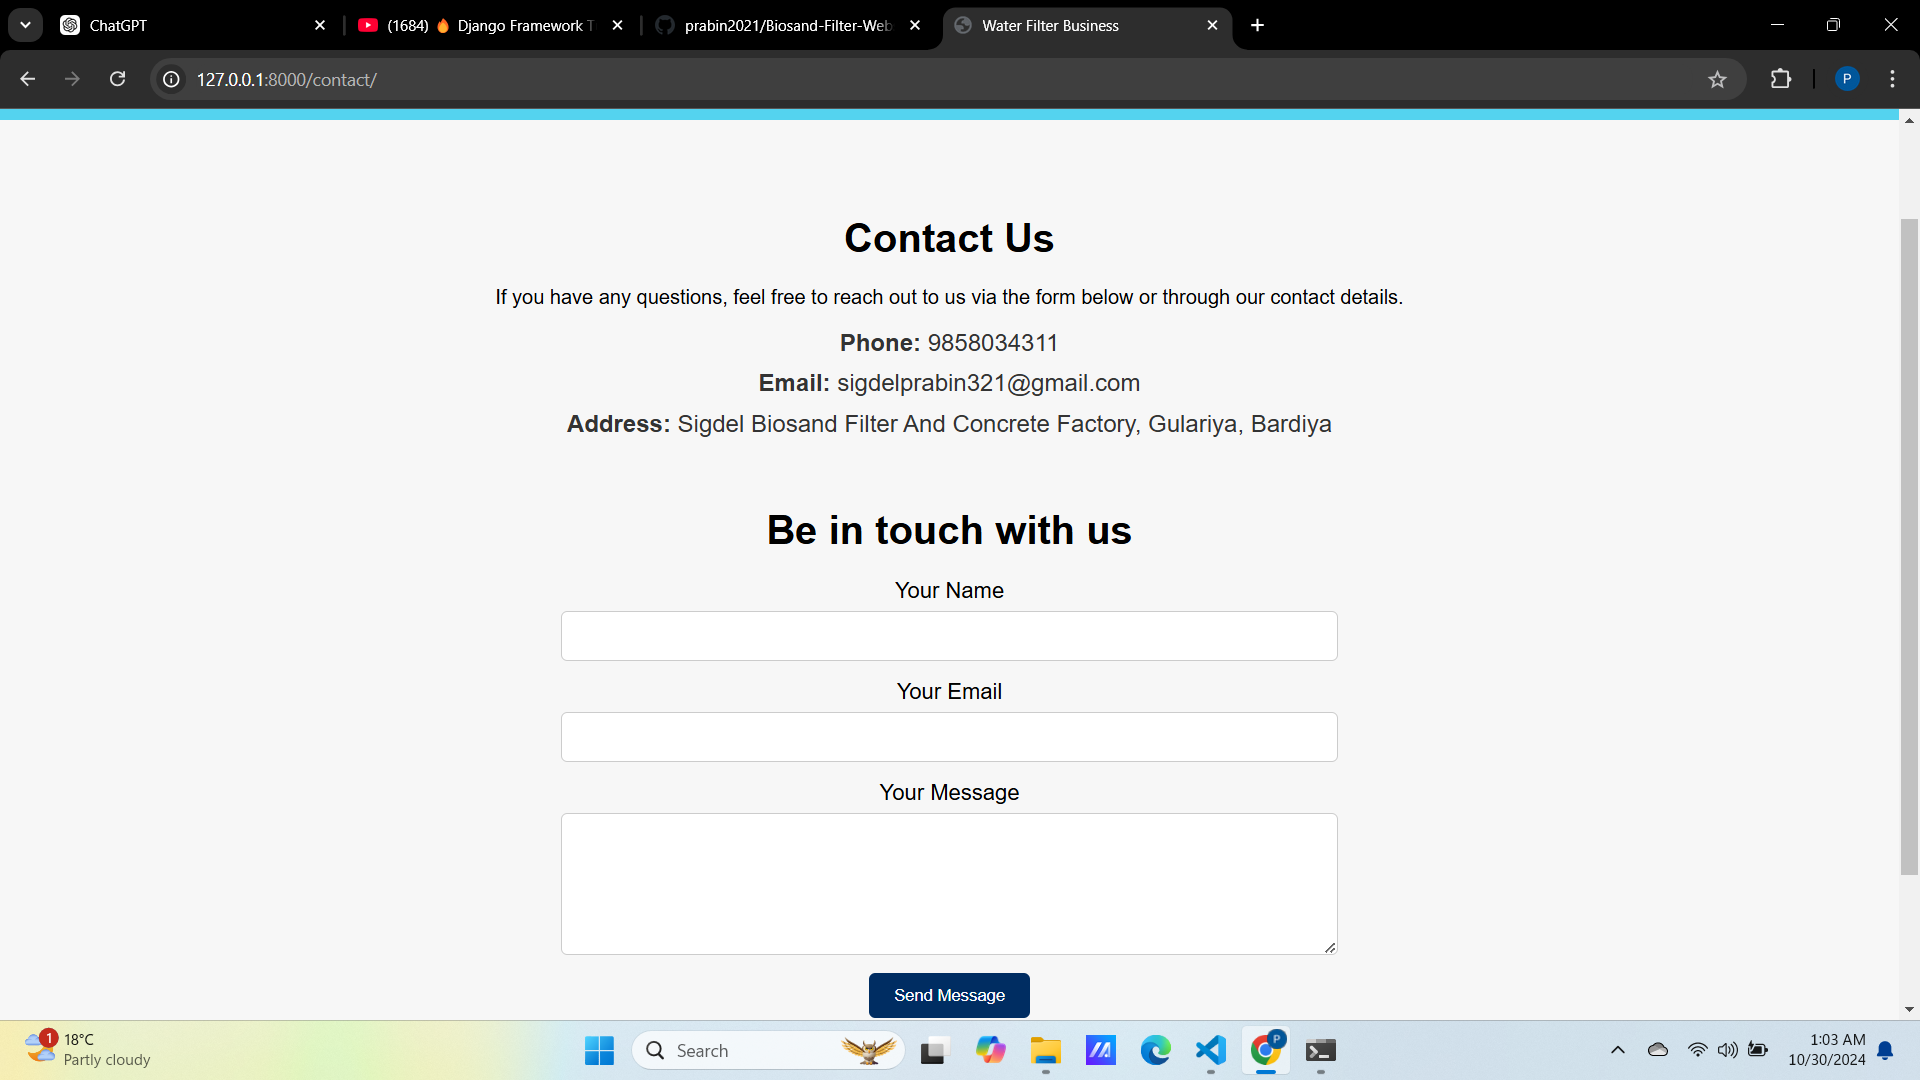 ChatGPT
(1684) 🔥 Django Framework T
prabin2021/Biosand-Filter-Web
Water Filter Business
127.0.0.1:8000/contact/
P
Contact Us
If you have any questions, feel free to reach out to us via the form below or through our contact details.
Phone: 9858034311
Email: sigdelprabin321@gmail.com
Address: Sigdel Biosand Filter And Concrete Factory, Gulariya, Bardiya
Be in touch with us
Your Name
Your Email
Your Message
Send Message
1
18°C
Partly cloudy
Search
P
1:03 AM
10/30/2024